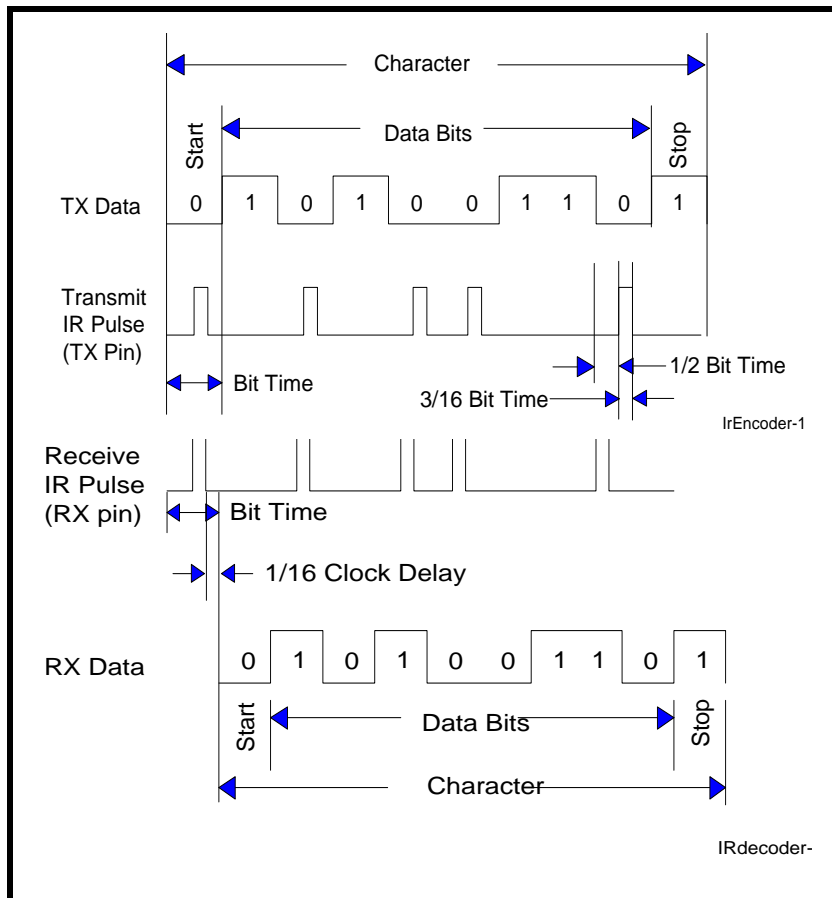 Character
Start
Data Bits
Stop
TX Data
0 1 0 1 0 0 1 1 0 1
Transmit
IR Pulse
(TX Pin)
Bit Time
1/2 Bit Time
3/16 Bit Time
IrEncoder-1
Receive
IR Pulse
(RX pin)
Bit Time
1/16 Clock Delay
RX Data
0 1 0 1 0 0 1 1 0 1
Start
Data Bits
Stop
Character
IRdecoder-